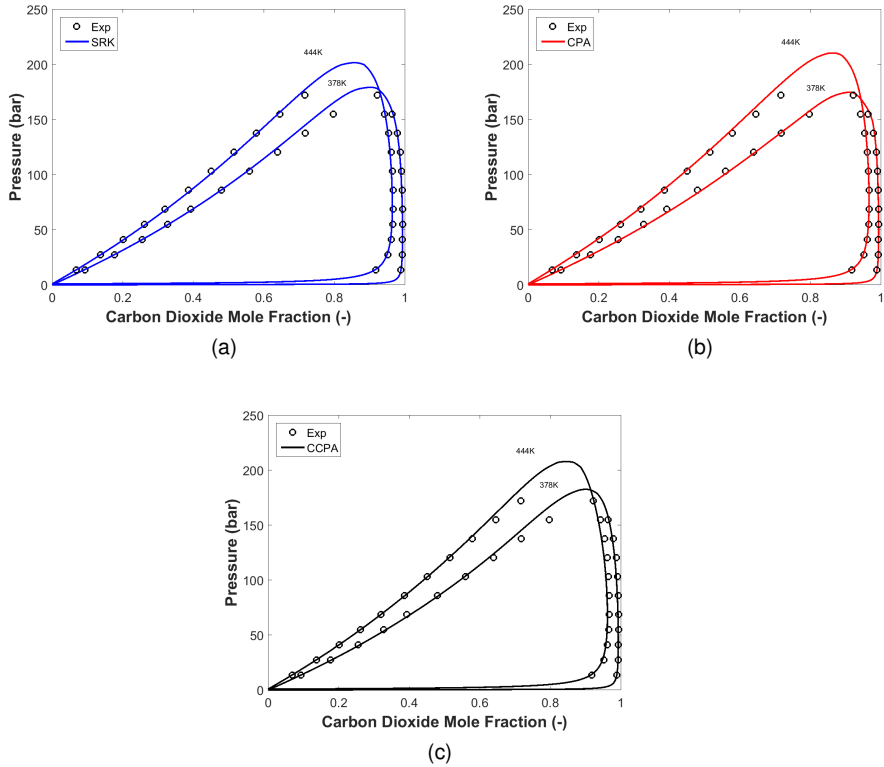 250
200
150
100
50
0
Pressure (bar)
Exp
SRK
444K
378K
0.2
0.4
0.6
0.8
1
Carbon Dioxide Mole Fraction (-)
(a)
250
200
150
100
50
0
Pressure (bar)
Exp
CPA
444K
378K
0
0.2
0.4
0.6
0.8
1
Carbon Dioxide Mole Fraction (-)
(b)
250
200
150
100
50
0
Pressure (bar)
Exp
CCPA
444K
378K
0
0.2
0.4
0.6
0.8
1
Carbon Dioxide Mole Fraction (-)
(c)